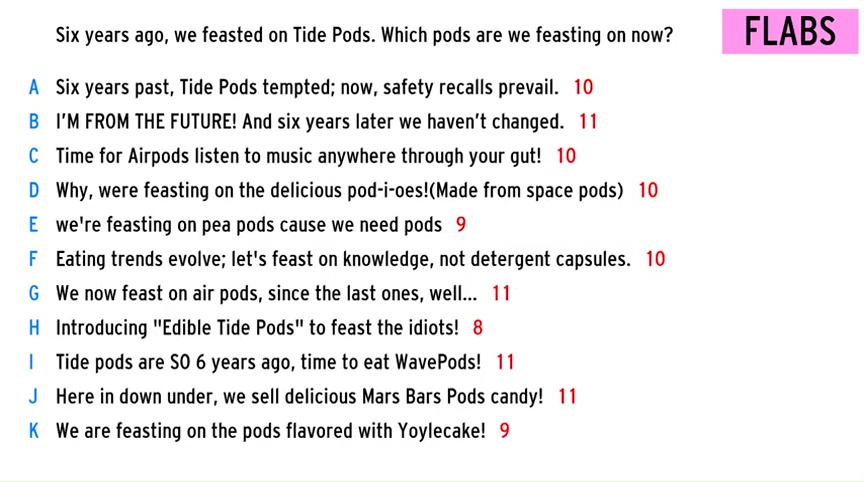 Six years ago, we feasted on Tide Pods. Which pods are we feasting on now?
FLABS
A Six years past, Tide Pods tempted; now, safety recalls prevail. 10
B I'M FROM THE FUTURE! And six years later we haven't changed. 11
C Time for Airpods listen to music anywhere through your gut! 10
D Why, were feasting on the delicious pod-i-oes!(Made from space pods) 10
E we're feasting on pea pods cause we need pods 9
F Eating trends evolve; let's feast on knowledge, not detergent capsules. 10
G We now feast on air pods, since the last ones, well... 11
H Introducing "Edible Tide Pods" to feast the idiots! 8
I Tide pods are SO 6 years ago, time to eat WavePods! 11
J Here in down under, we sell delicious Mars Bars Pods candy! 11
K We are feasting on the pods flavored with Yoylecake! 9